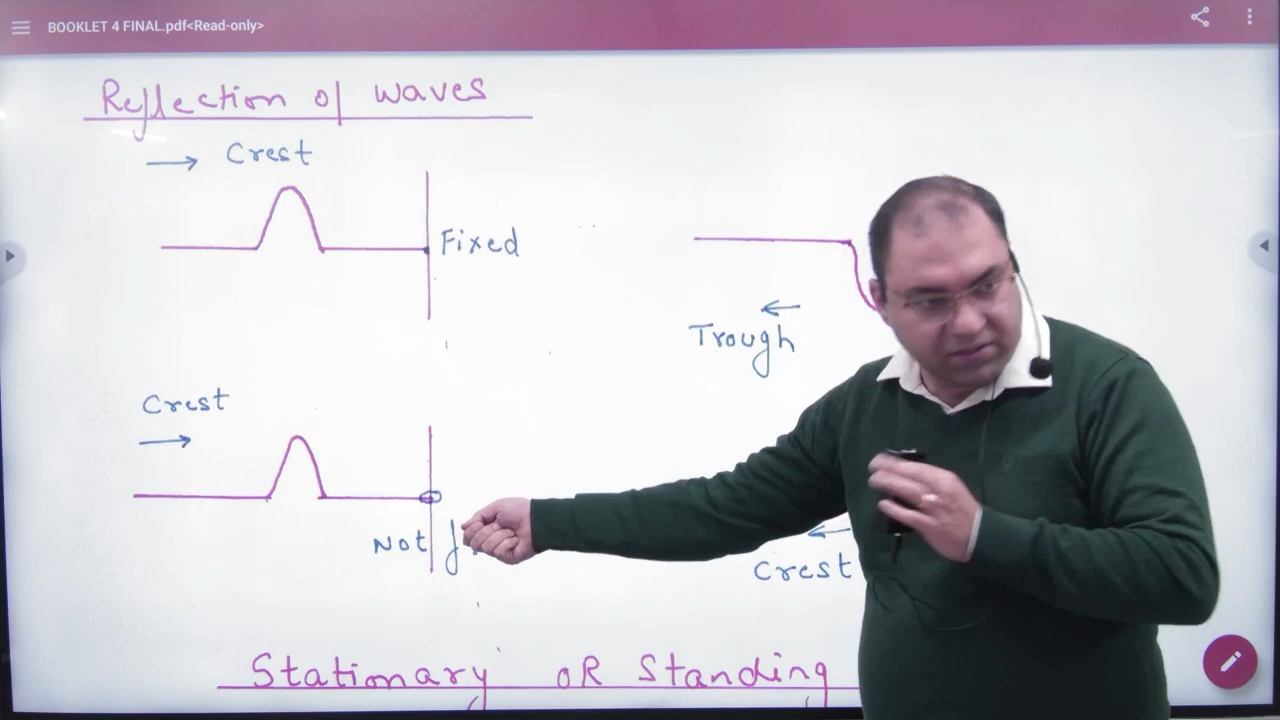 BOOKLET 4 FINAL.pdf<Read-only>
Reflection of waves
→ Crest
Fixed
←
Trough
Crest
→
Not
←
Crest
Stationary OR Standing